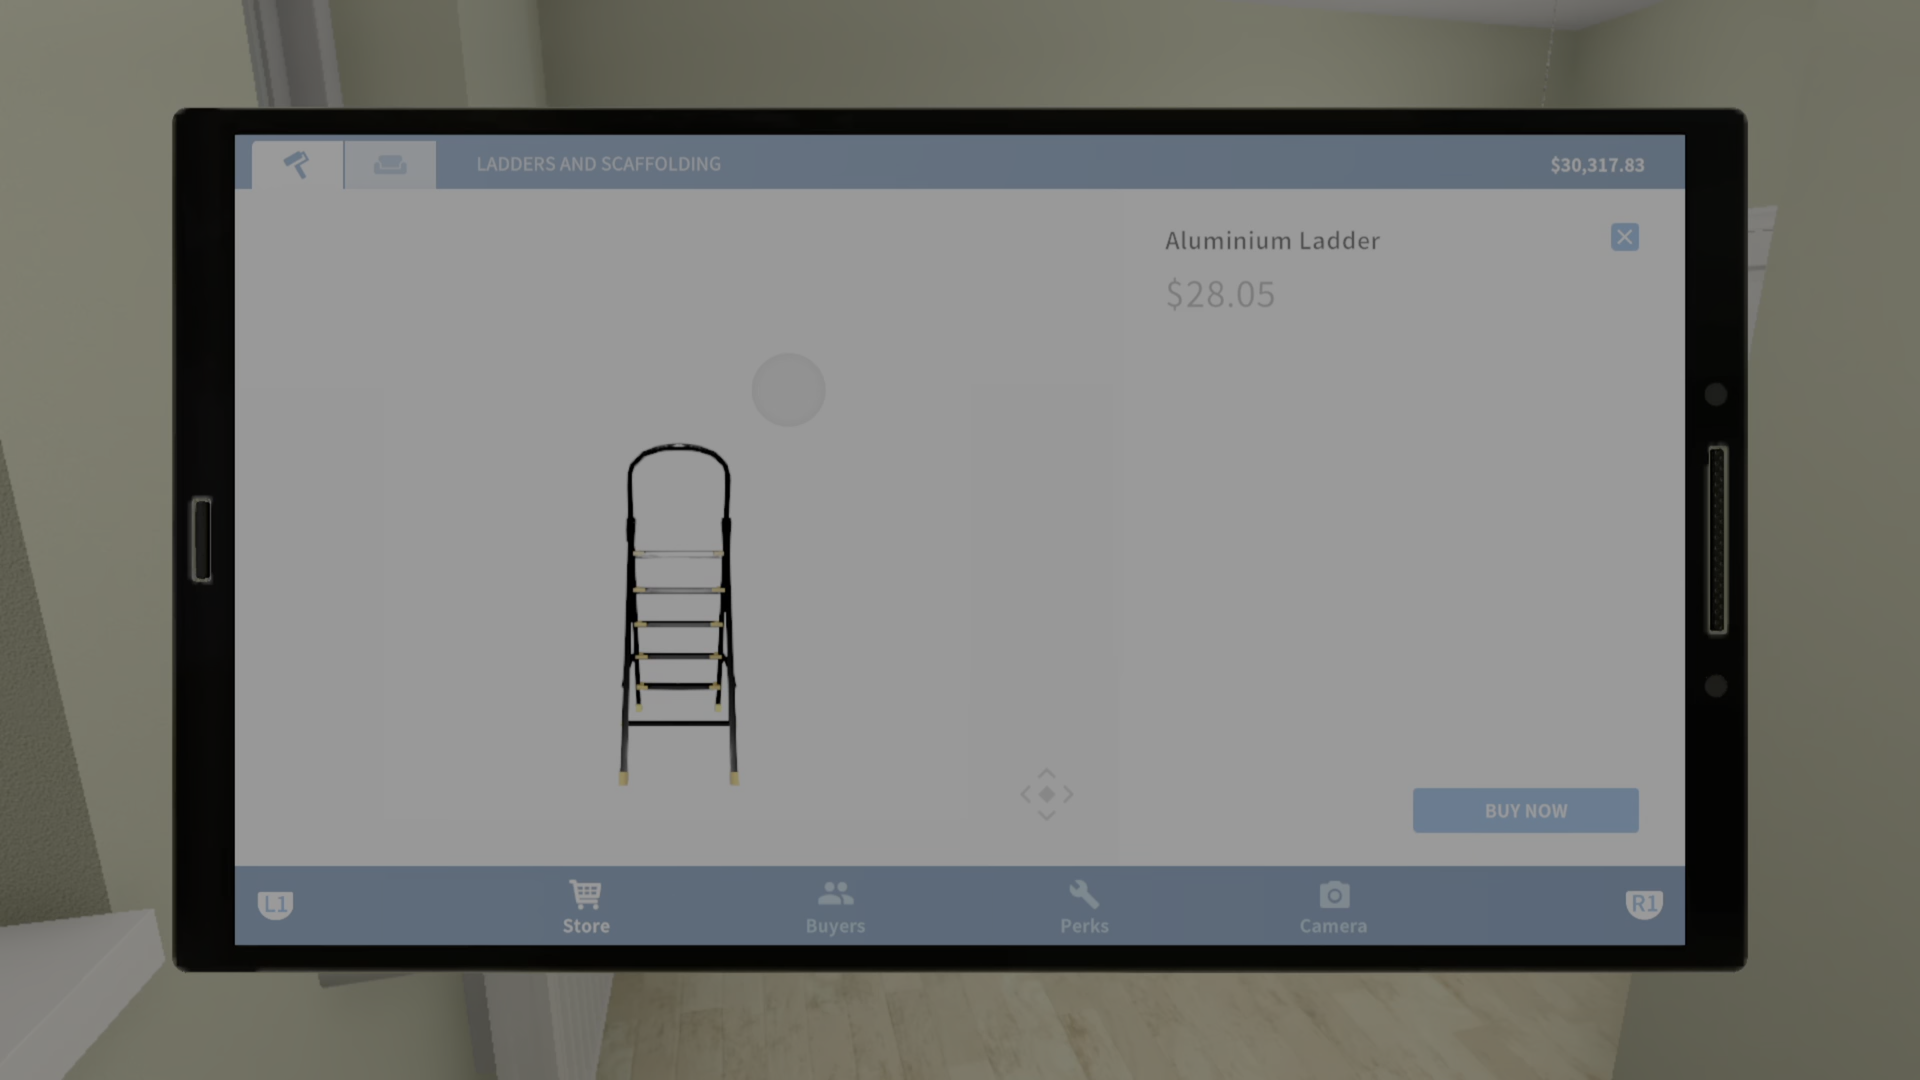 LADDERS AND SCAFFOLDING
$30,317.83
Aluminium Ladder
$28.05
BUY NOW
L1
Store
Buyers
Perks
Camera
R1